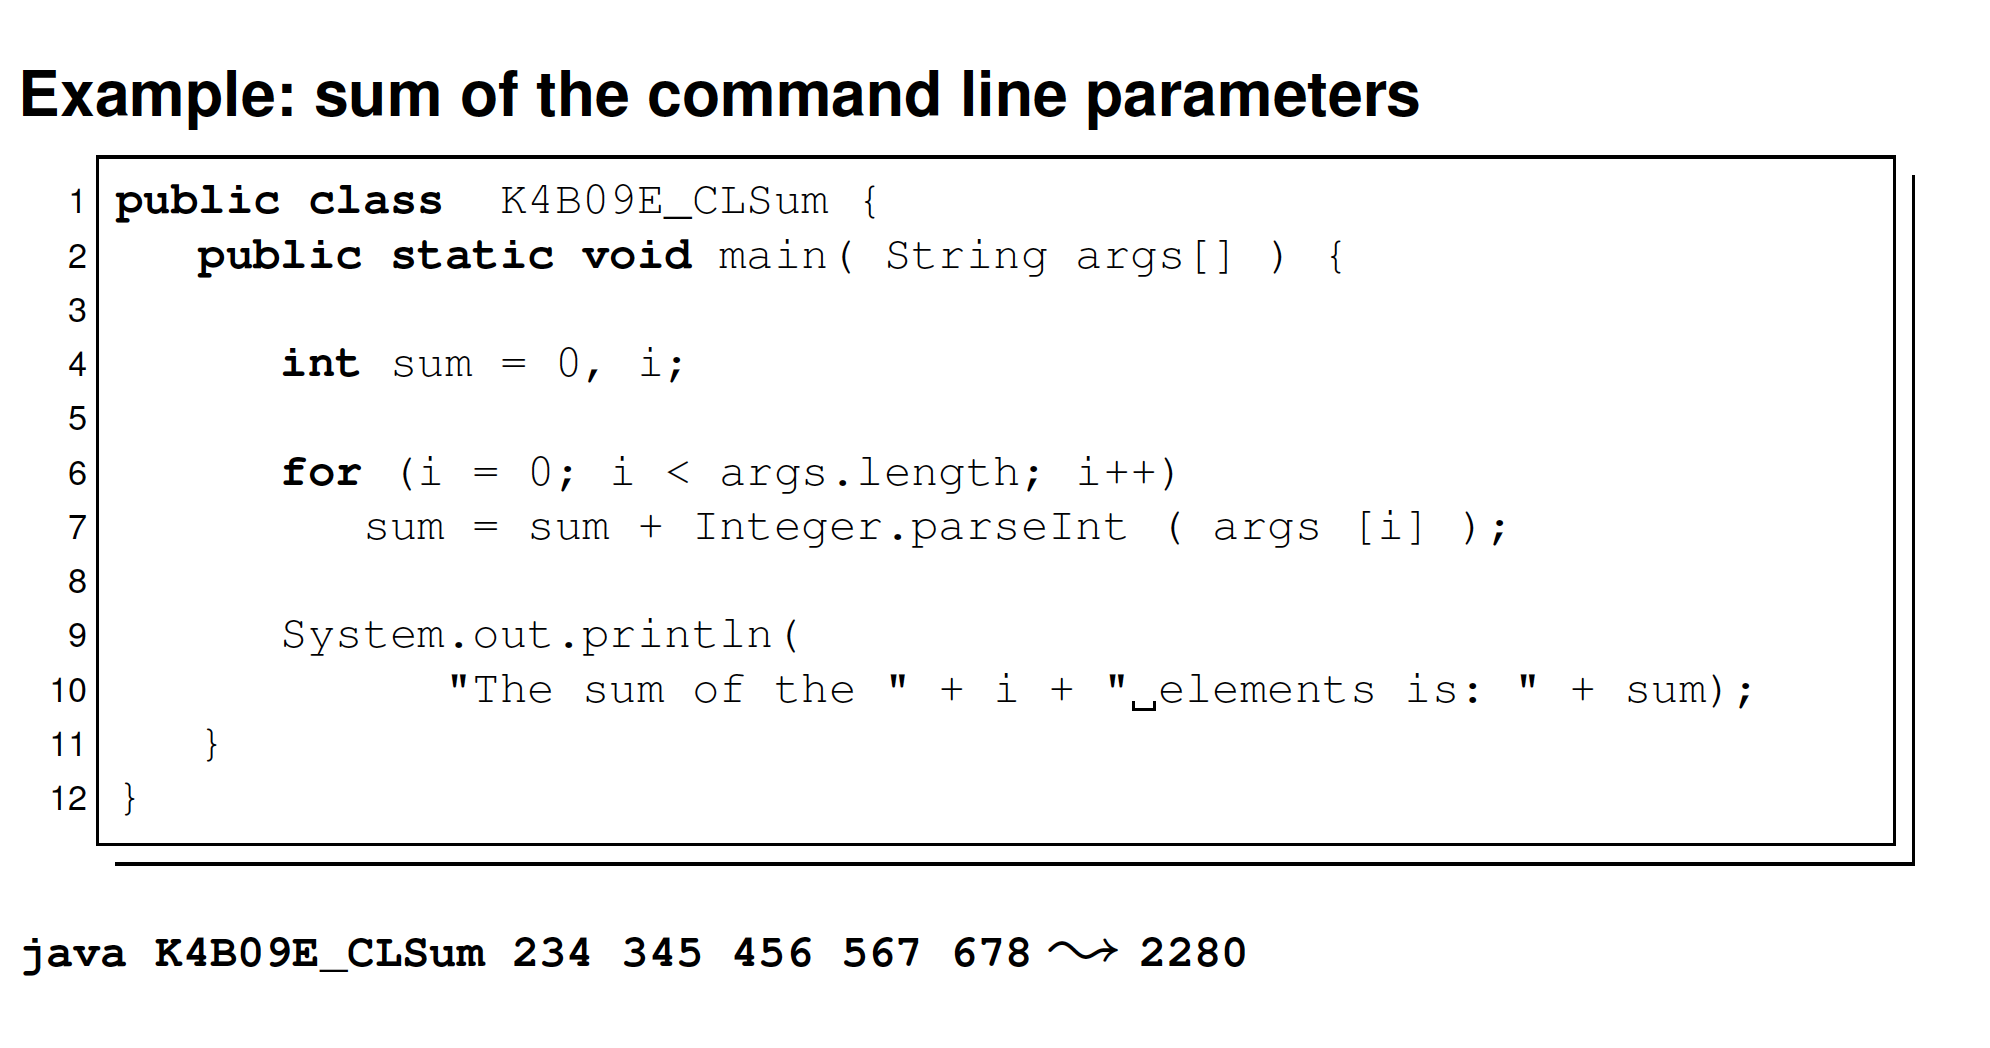 Example: sum of the command line parameters
1 public class  K4B09E_CLSum {
2    public static void main( String args[] ) {
3
4       int sum = 0, i;
5
6       for (i = 0; i < args.length; i++)
7          sum = sum + Integer.parseInt ( args [i] );
8
9       System.out.println(
10             "The sum of the " + i + "␣elements is: " + sum);
11    }
12 }
java K4B09E_CLSum 234 345 456 567 678 ⤳ 2280